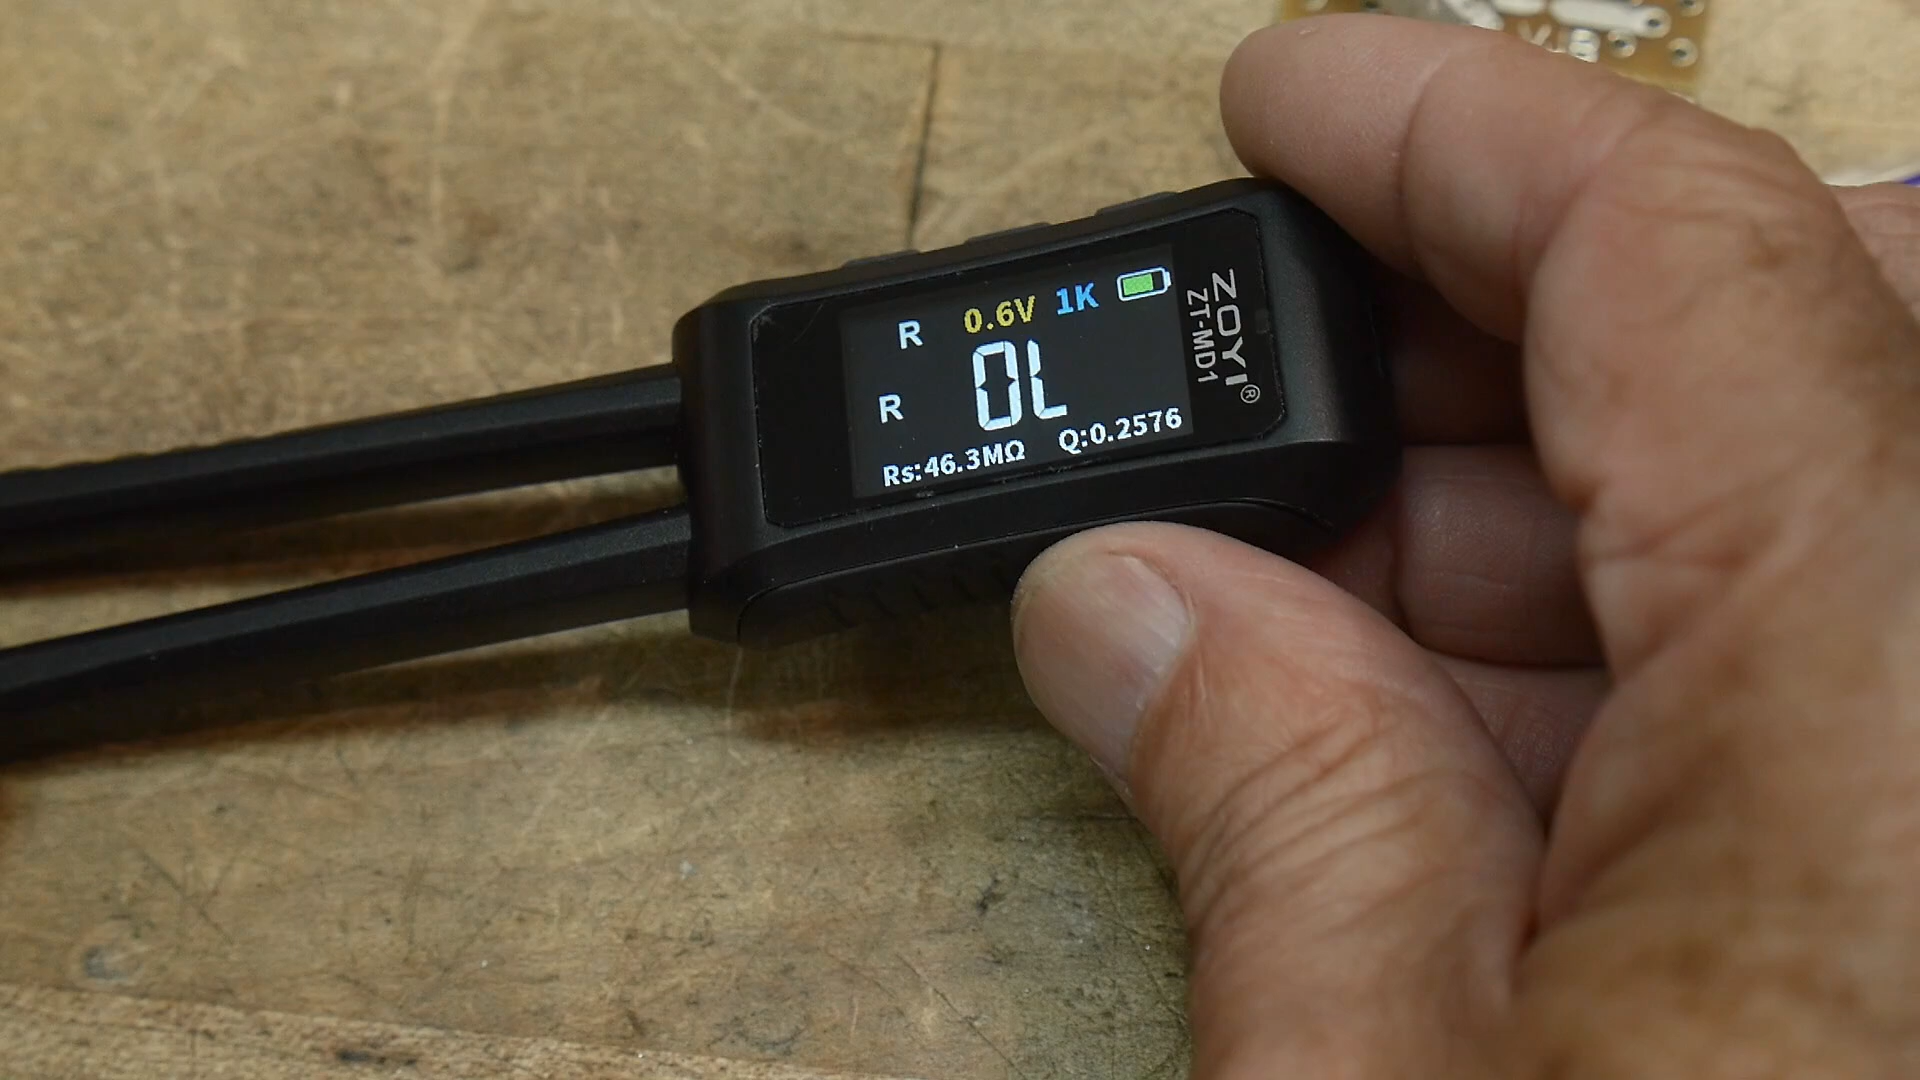 R 0.6V 1K
R OL
Rs:46.3MΩ Q:0.2576
ZOYI®
ZT-MD1